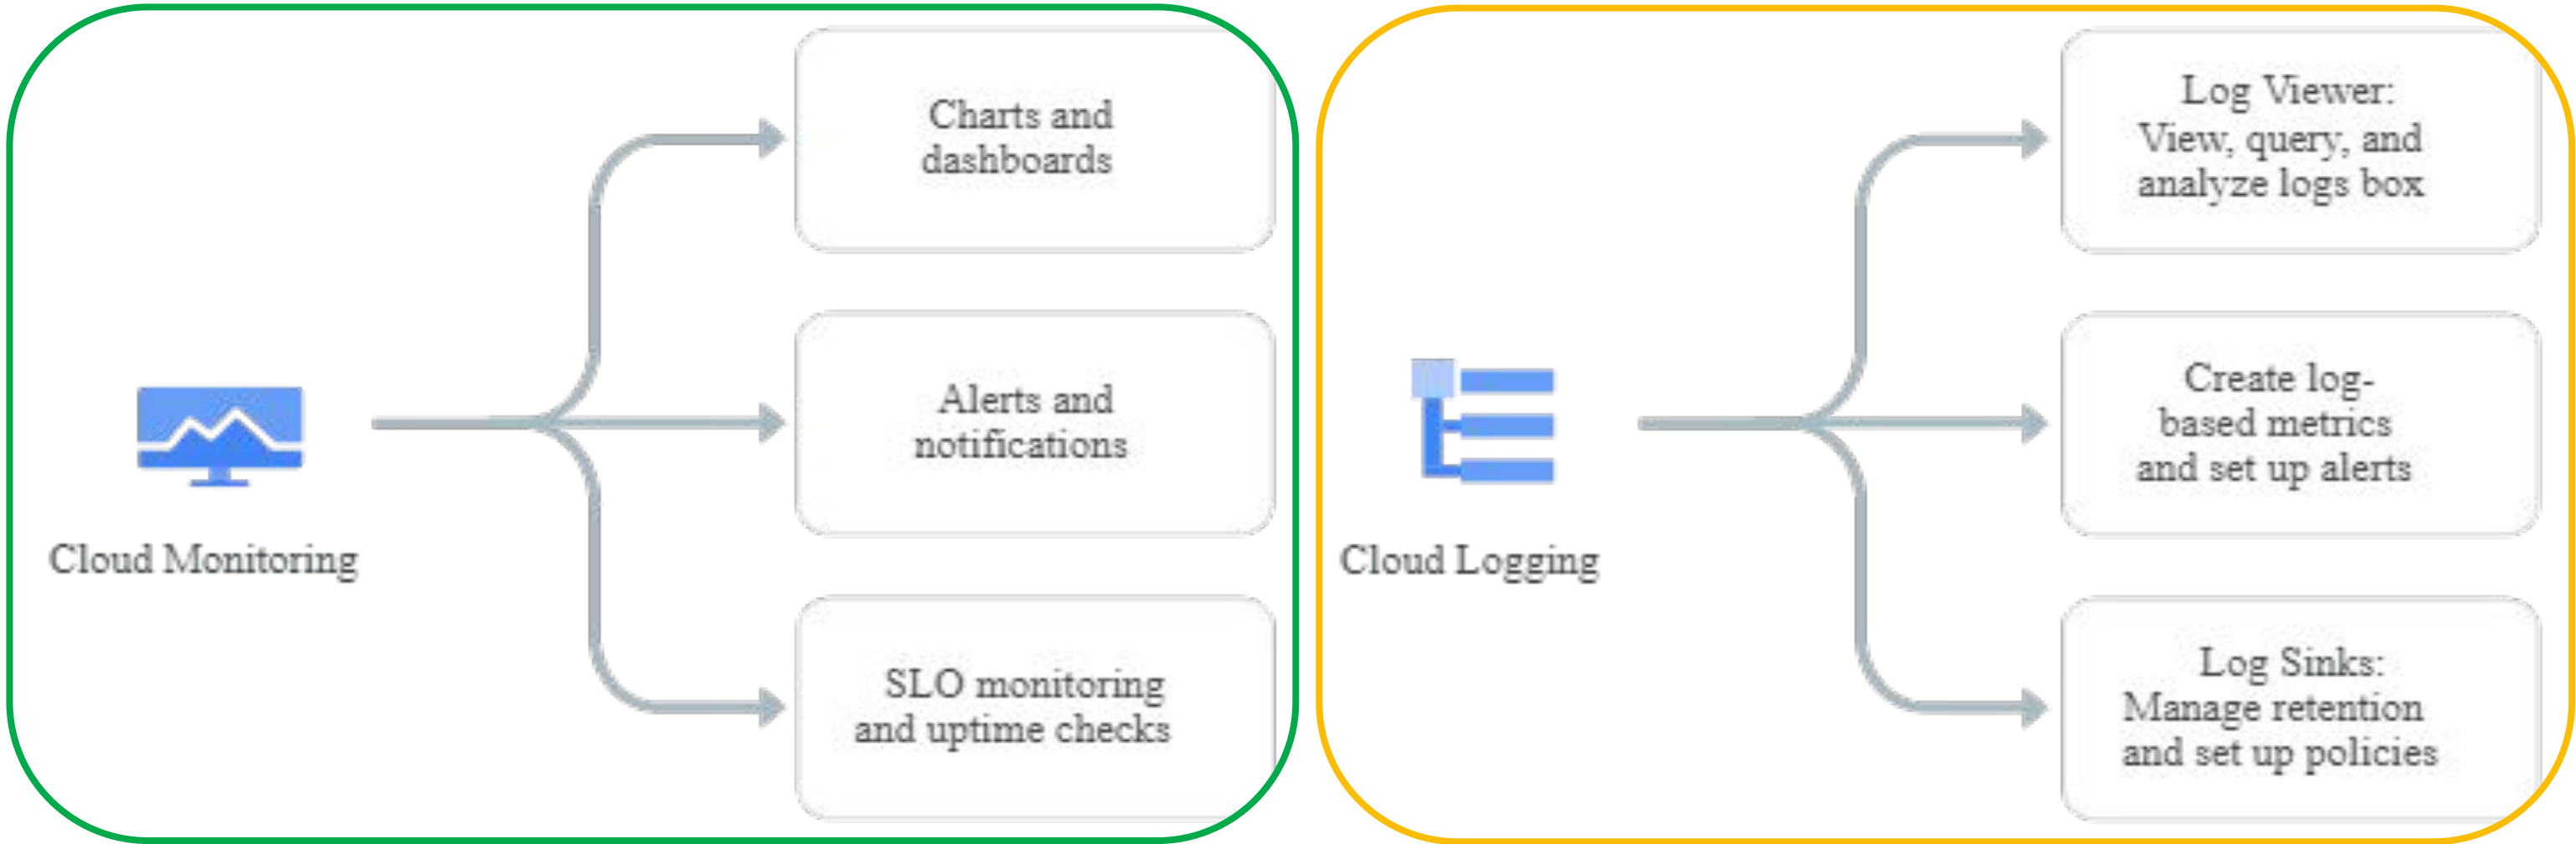 Cloud Monitoring
Charts and
dashboards
Alerts and
notifications
SLO monitoring
and uptime checks
Cloud Logging
Log Viewer:
View, query, and
analyze logs box
Create log-
based metrics
and set up alerts
Log Sinks:
Manage retention
and set up policies